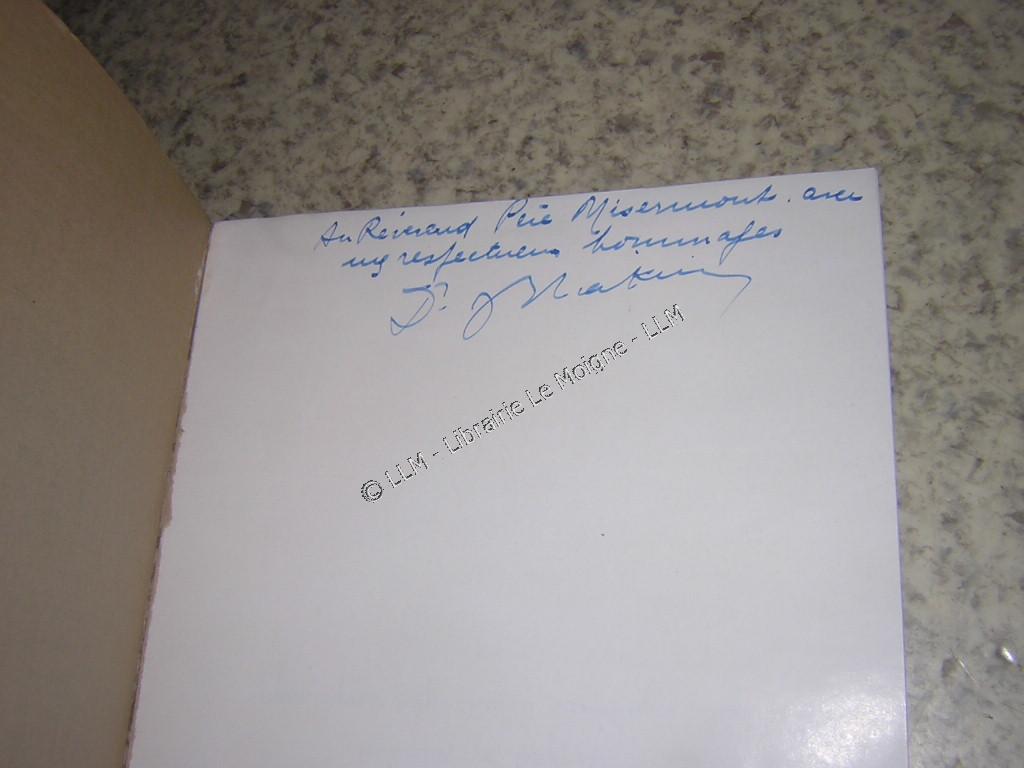 Au Révérend Père Misermont. avec
mes respectueux hommages
Dr
© LLM - Librairie Le Moigne - LLM